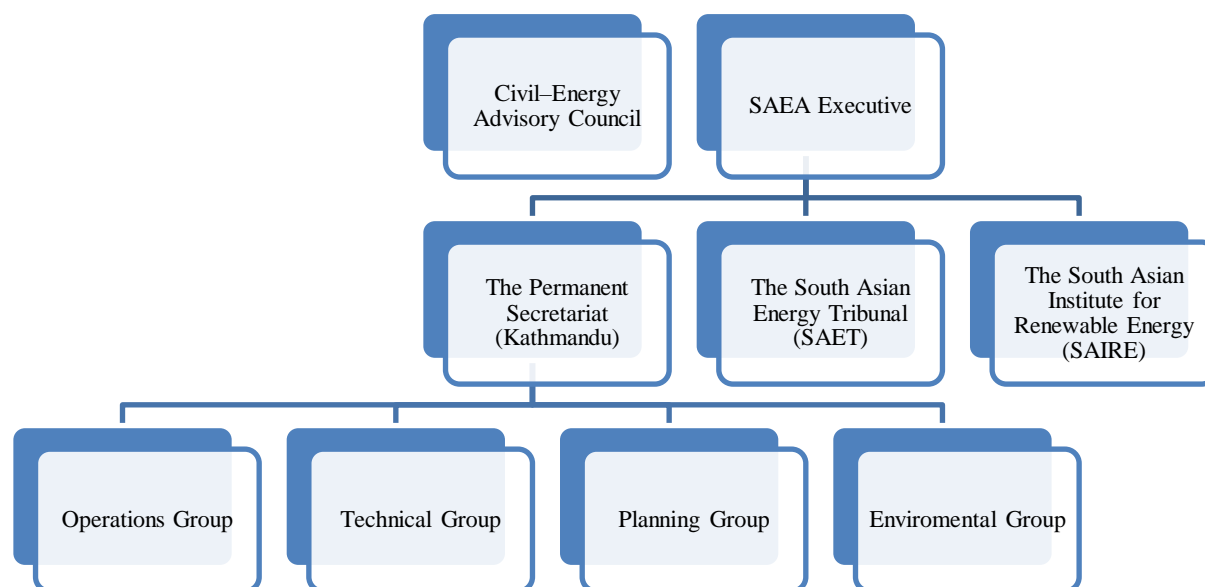 Civil–Energy
Advisory Council
SAEA Executive
The Permanent
Secretariat
(Kathmandu)
The South Asian
Energy Tribunal
(SAET)
The South Asian
Institute for
Renewable Energy
(SAIRE)
Operations Group
Technical Group
Planning Group
Enviromental Group